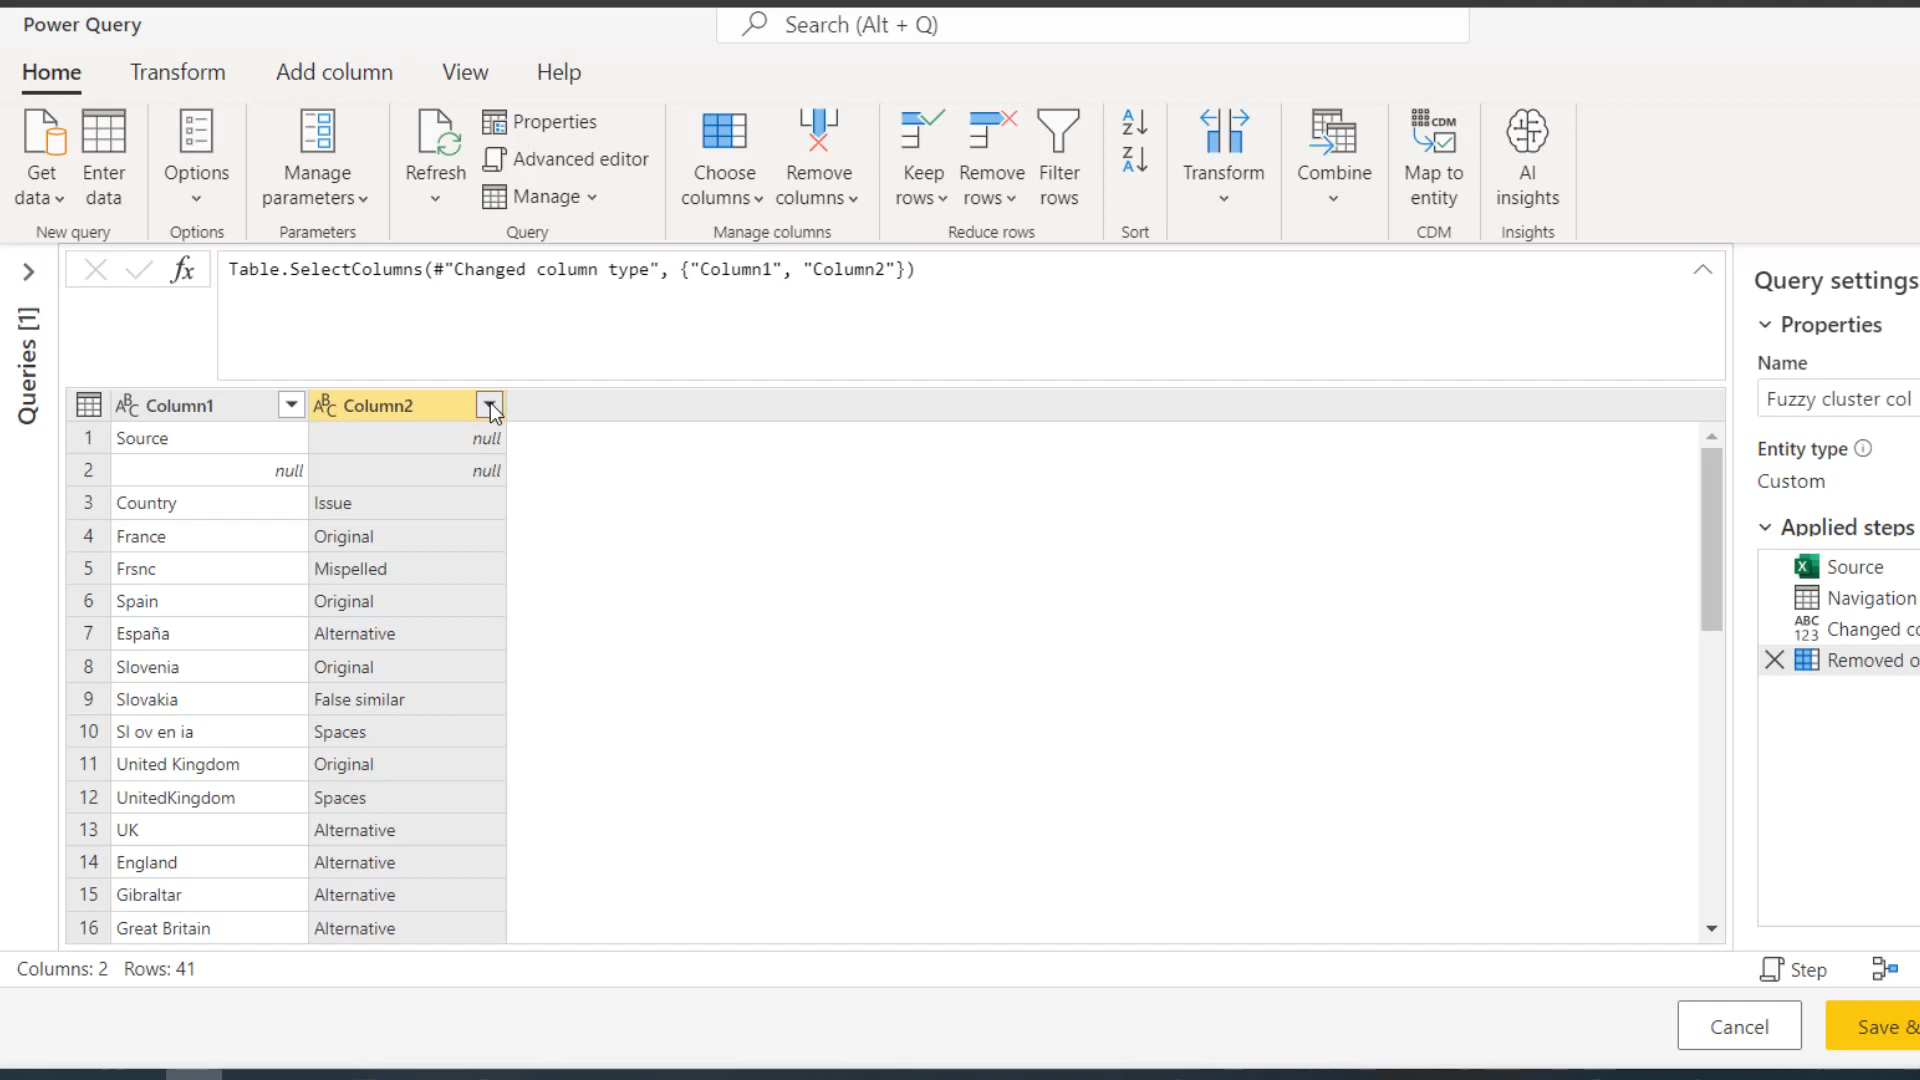 Power Query
Search (Alt + Q)
Home Transform Add column View Help
Get data
Enter data
New query
Options
Options
Manage parameters
Parameters
Refresh
Properties
Advanced editor
Manage
Query
Choose columns
Remove columns
Manage columns
Keep rows
Remove rows
Filter rows
Reduce rows
A Z
Z A
Sort
Transform
Combine
CDM
Map to entity
CDM
AI insights
Insights
fx
Table.SelectColumns(#"Changed column type", {"Column1", "Column2"})
Queries [1]
ABC Column1 ABC Column2
1 Source null
2 null null
3 Country Issue
4 France Original
5 Frsnc Mispelled
6 Spain Original
7 España Alternative
8 Slovenia Original
9 Slovakia False similar
10 Sl ov en ia Spaces
11 United Kingdom Original
12 UnitedKingdom Spaces
13 UK Alternative
14 England Alternative
15 Gibraltar Alternative
16 Great Britain Alternative
Columns: 2 Rows: 41
Query settings
Properties
Name
Fuzzy cluster col
Entity type
Custom
Applied steps
X Source
Navigation
ABC 123 Changed co
Removed o
Step
Cancel
Save &